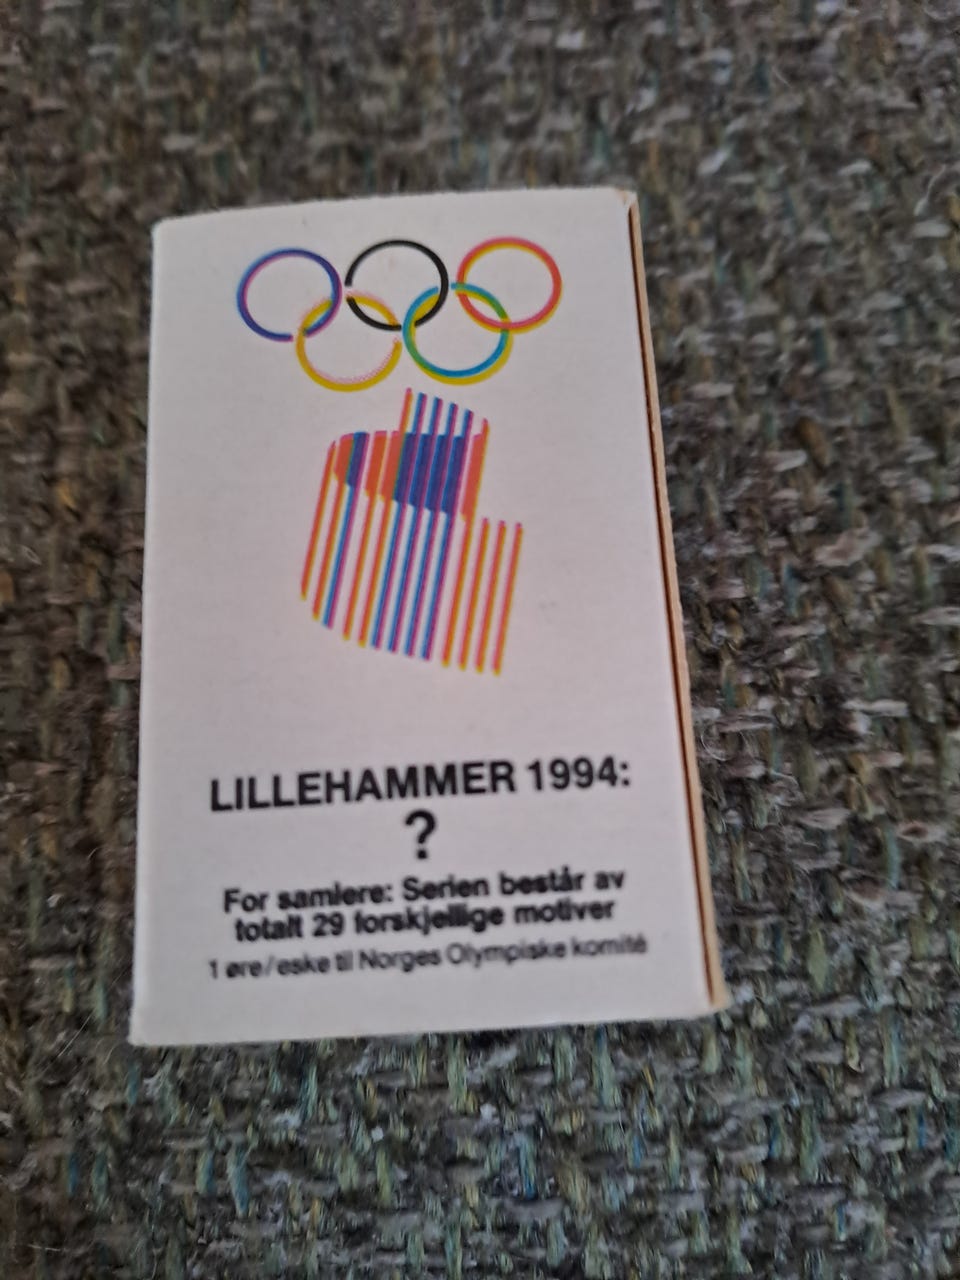 LILLEHAMMER 1994:
?
For samlere: Serien består av
totalt 29 forskjellige motiver
1 øre/eske til Norges Olympiske komité